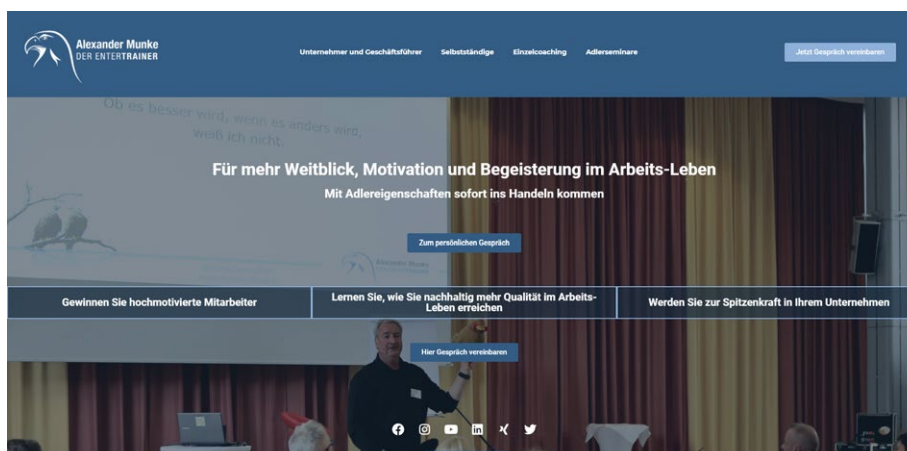 Alexander Munke
DER ENTERTRAINER
Unternehmer und Geschäftsführer
Selbstständige
Einzelcoaching
Adlerseminare
Jetzt Gespräch vereinbaren
Ob es besser wird, wenn es anders wird,
weiß ich nicht.
Für mehr Weitblick, Motivation und Begeisterung im Arbeits-Leben
Mit Adlereigenschaften sofort ins Handeln kommen
Zum persönlichen Gespräch
Alexander Munke
Gewinnen Sie hochmotivierte Mitarbeiter
Lernen Sie, wie Sie nachhaltig mehr Qualität im Arbeits-
Leben erreichen
Werden Sie zur Spitzenkraft in Ihrem Unternehmen
Hier Gespräch vereinbaren